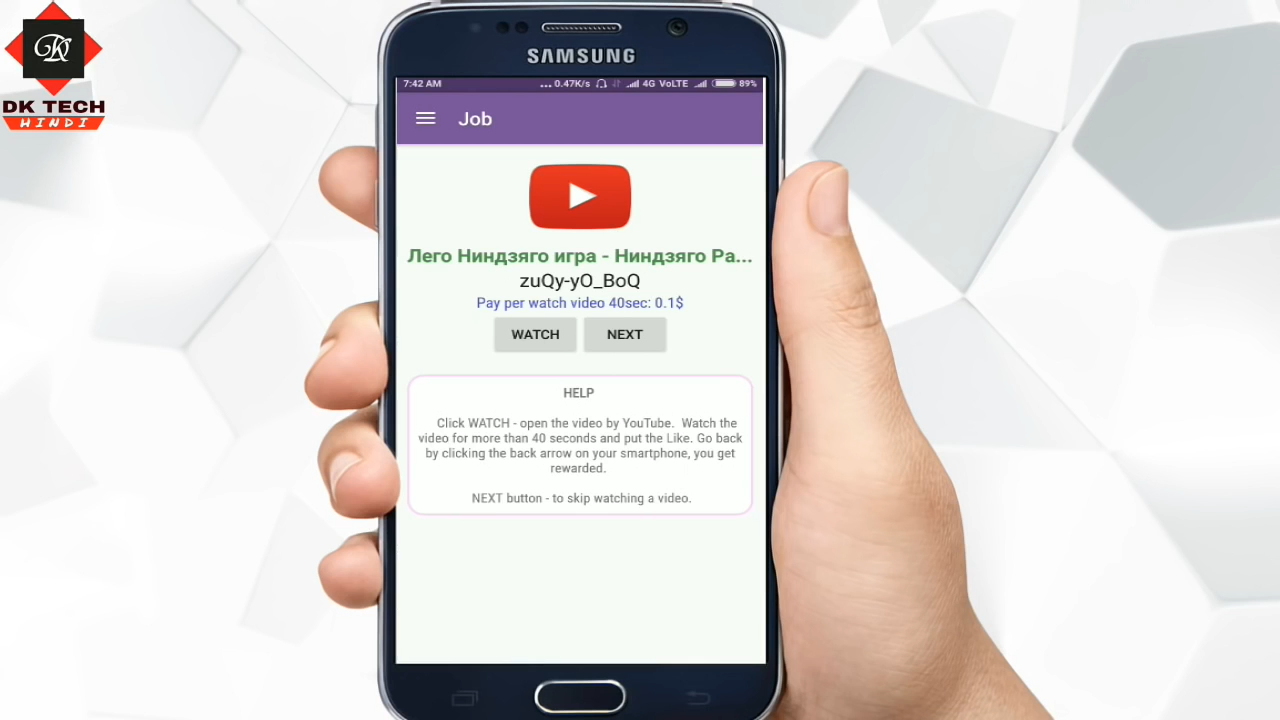 DK TECH
HINDI
SAMSUNG
7:42 AM ... 0.47K/s 4G VoLTE 89%
Job
Лего Ниндзяго игра - Ниндзяго Ра...
zuQy-yO_BoQ
Pay per watch video 40sec: 0.1$
WATCH NEXT
HELP
Click WATCH - open the video by YouTube. Watch the
video for more than 40 seconds and put the Like. Go back
by clicking the back arrow on your smartphone, you get
rewarded.
NEXT button - to skip watching a video.